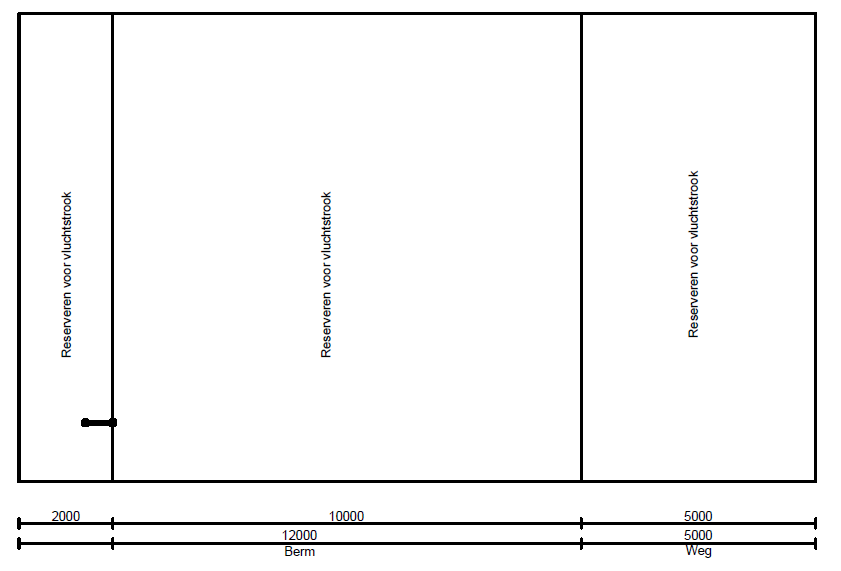 Reserveren voor vluchtstrook
Reserveren voor vluchtstrook
Reserveren voor vluchtstrook
2000
10000
5000
12000
5000
Berm
Weg